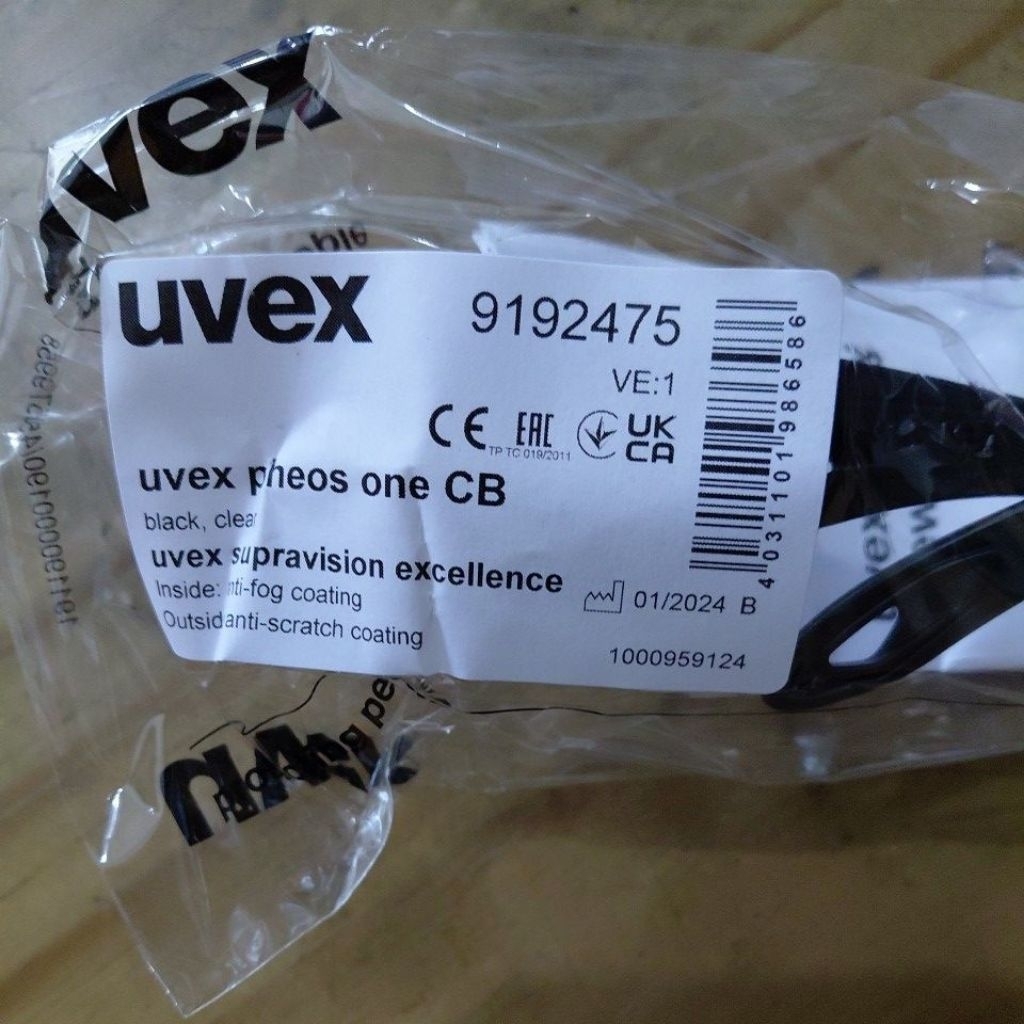 uvex
uvex
9192475
VE:1
CE
EAC
TP TC 019/2011
UK
CA
uvex pheos one CB
black, clear
uvex supravision excellence
Inside: nti-fog coating
Outsidanti-scratch coating
01/2024 B
1000959124
4031101986586